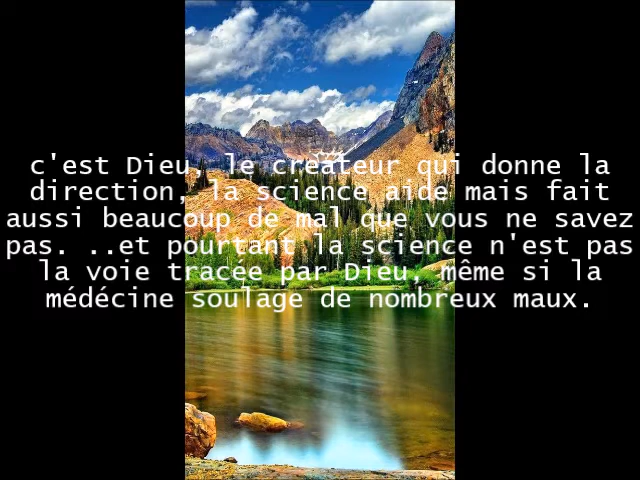 c'est Dieu, le créateur qui donne la
direction, la science aide mais fait
aussi beaucoup de mal que vous ne savez
pas. ..et pourtant la science n'est pas
la voie tracée par Dieu, même si la
médécine soulage de nombreux maux.